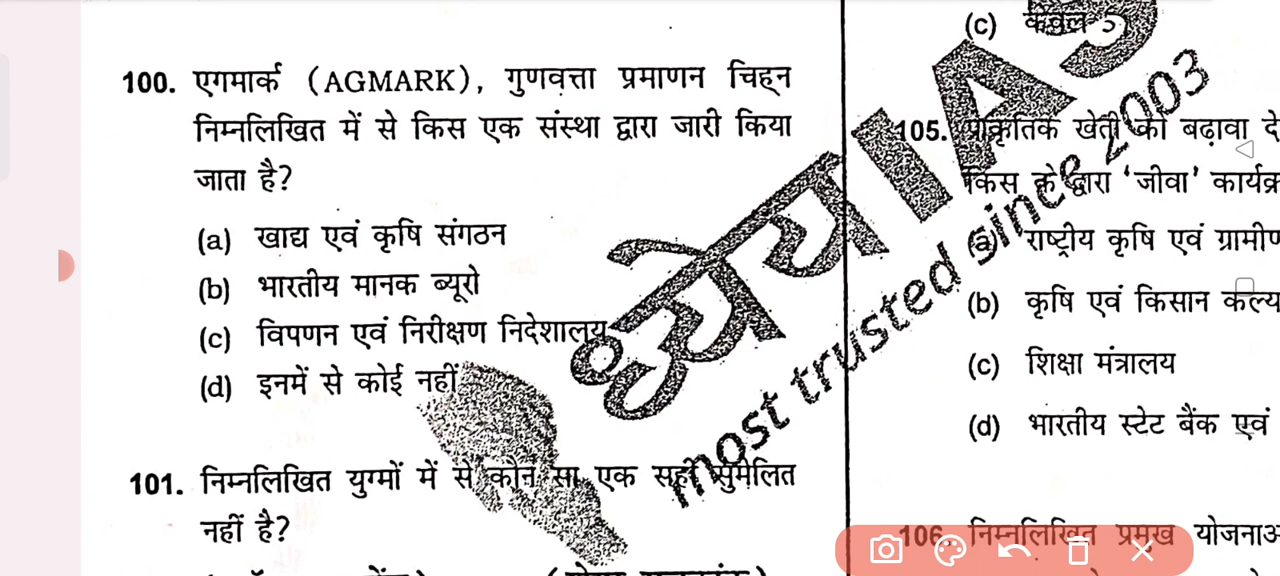 100. एगमार्क (AGMARK), गुणवत्ता प्रमाणन चिह्न
निम्नलिखित में से किस एक संस्था द्वारा जारी किया
जाता है?
(a) खाद्य एवं कृषि संगठन
(b) भारतीय मानक ब्यूरो
(c) विपणन एवं निरीक्षण निदेशालय
(d) इनमें से कोई नहीं
101. निम्नलिखित युग्मों में से कौन सा एक सही सुमेलित
नहीं है?
(c) केवल
105. प्राकृतिक खेती को बढ़ावा दे
किस के द्वारा 'जीवा' कार्यक्र
(a) राष्ट्रीय कृषि एवं ग्रामीण
(b) कृषि एवं किसान कल्य
(c) शिक्षा मंत्रालय
(d) भारतीय स्टेट बैंक एवं
106. निम्नलिखित प्रमुख योजनाअ
ध्येय IAS
most trusted since 2003